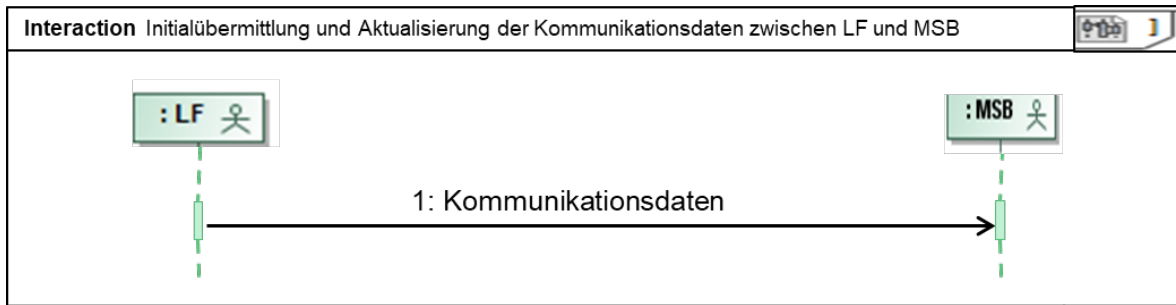 Interaction Initialübermittlung und Aktualisierung der Kommunikationsdaten zwischen LF und MSB
: LF
: MSB
1: Kommunikationsdaten